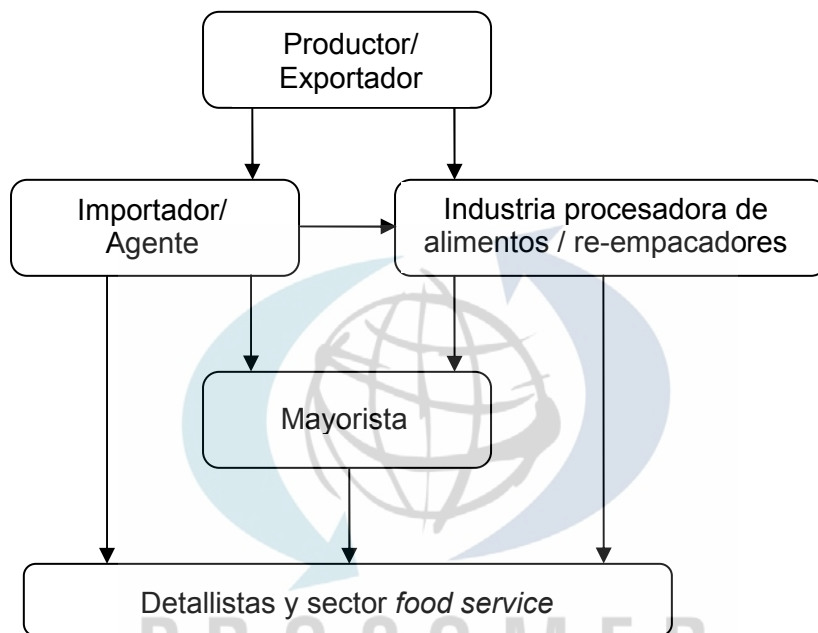 Productor/
Exportador
Importador/
Agente
Industria procesadora de
alimentos / re-empacadores
Mayorista
Detallistas y sector food service